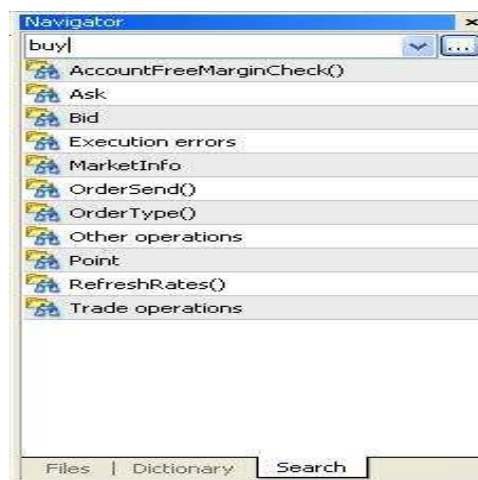 Navigator
buy
AccountFreeMarginCheck()
Ask
Bid
Execution errors
MarketInfo
OrderSend()
OrderType()
Other operations
Point
RefreshRates()
Trade operations
Files | Dictionary Search